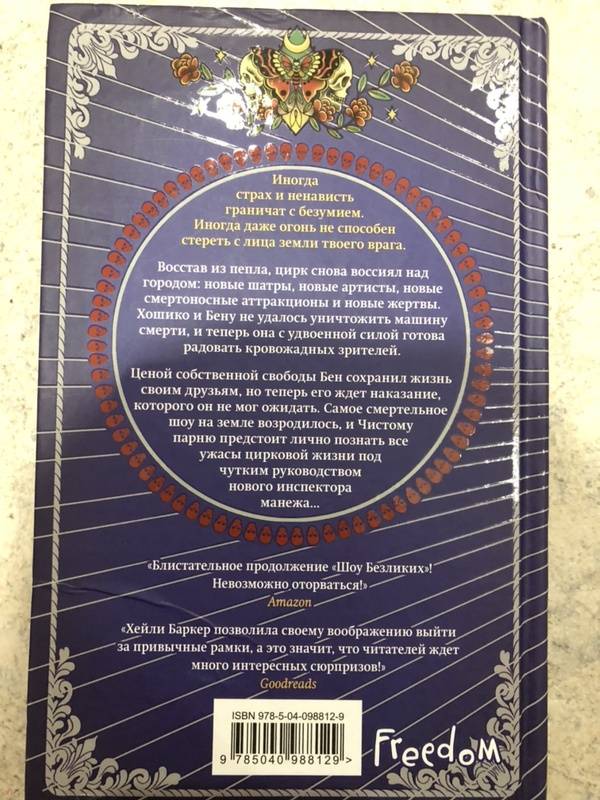 Иногда
страх и ненависть
граничат с безумием.
Иногда даже огонь не способен
стереть с лица земли твоего врага.
Восстав из пепла, цирк снова воссиял над
городом: новые шатры, новые артисты, новые
смертоносные аттракционы и новые жертвы.
Хошико и Бену не удалось уничтожить машину
смерти, и теперь она с удвоенной силой готова
радовать кровожадных зрителей.
Ценой собственной свободы Бен сохранил жизнь
своим друзьям, но теперь его ждет наказание,
которого он не мог ожидать. Самое смертельное
шоу на земле возродилось, и Чистому
парню предстоит лично познать все
ужасы цирковой жизни под
чутким руководством
нового инспектора
манежа...
«Блистательное продолжение «Шоу Безликих»!
Невозможно оторваться!»
Amazon
«Хейли Баркер позволила своему воображению выйти
за привычные рамки, а это значит, что читателей ждет
много интересных сюрпризов!»
Goodreads
ISBN 978-5-04-098812-9
9 785040 988129 >
Freedom